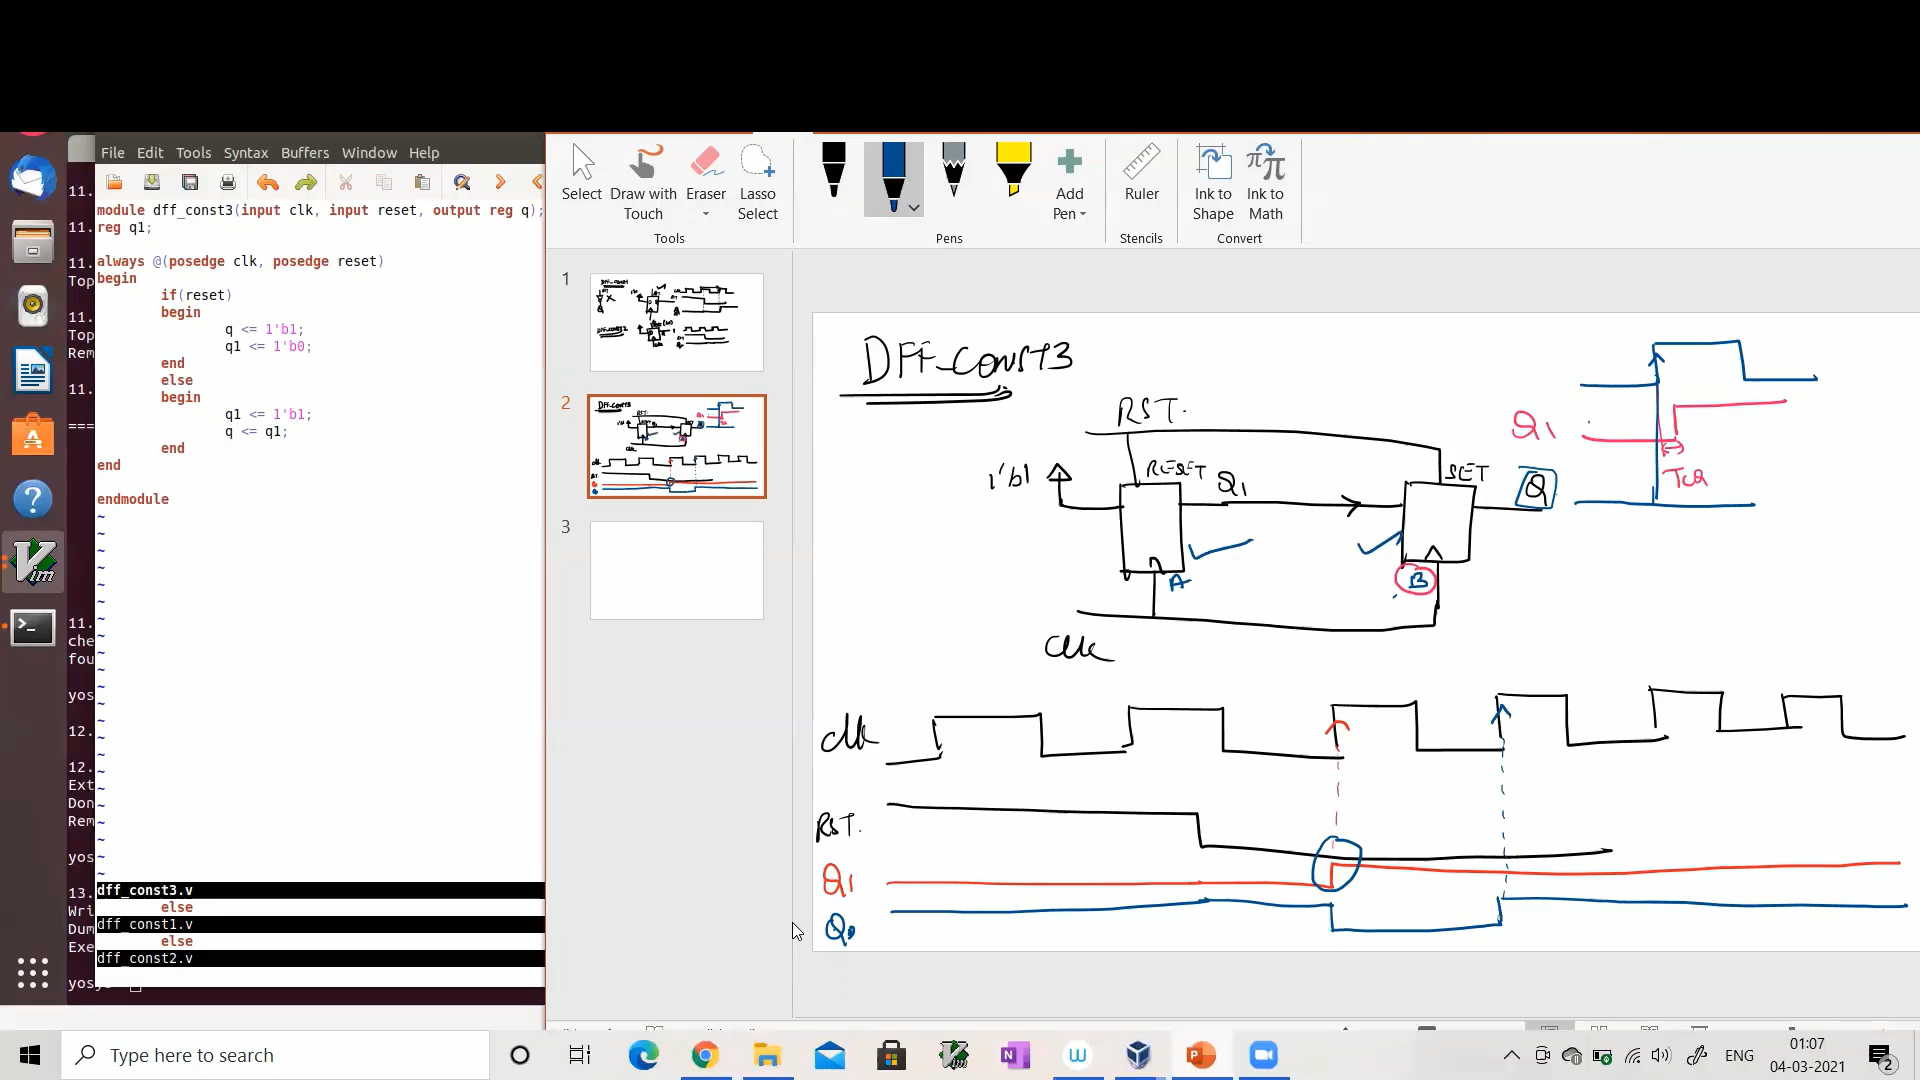 File Edit Tools Syntax Buffers Window Help
module dff_const3(input clk, input reset, output reg q);
reg q1;
always @(posedge clk, posedge reset)
begin
if(reset)
begin
q <= 1'b1;
q1 <= 1'b0;
end
else
begin
q1 <= 1'b1;
q <= q1;
end
end
endmodule
dff_const3.v
else
dff_const1.v
else
dff_const2.v
11.
11.
11.
Top
11.
Top
Rem
11.
===
11.
che
fou
yos
12.
12.
Ext
Don
Rem
yos
13.
Wri
Dum
Exe
yos
Select
Draw with Touch
Eraser
Lasso Select
Tools
Pens
Add Pen
Ruler
Stencils
Ink to Shape
Ink to Math
Convert
1
2
3
DFF_const3
RST.
1'b1
RESET
Q1
SET
Q
A
B
Clk
Q1
TCQ
clk
RST.
Q1
Q
Type here to search
ENG
01:07
04-03-2021
2